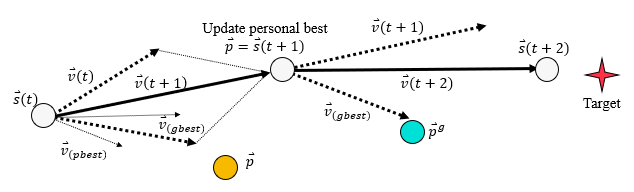 Update personal best
p⃗ = s⃗(t + 1)
v⃗(t + 1)
s⃗(t + 2)
v⃗(t)
v⃗(t + 1)
v⃗(t + 2)
s⃗(t)
Target
v⃗(gbest)
v⃗(gbest)
p⃗ᵍ
v⃗(pbest)
p⃗